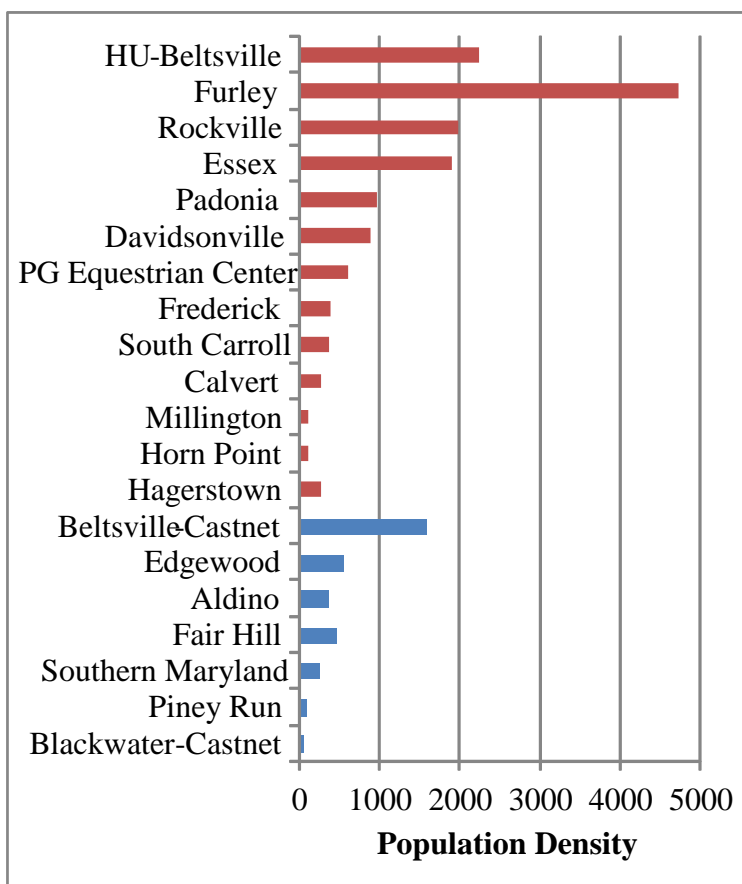 HU-Beltsville
Furley
Rockville
Essex
Padonia
Davidsonville
PG Equestrian Center
Frederick
South Carroll
Calvert
Millington
Horn Point
Hagerstown
Beltsville-Castnet
Edgewood
Aldino
Fair Hill
Southern Maryland
Piney Run
Blackwater-Castnet
0 1000 2000 3000 4000 5000
Population Density